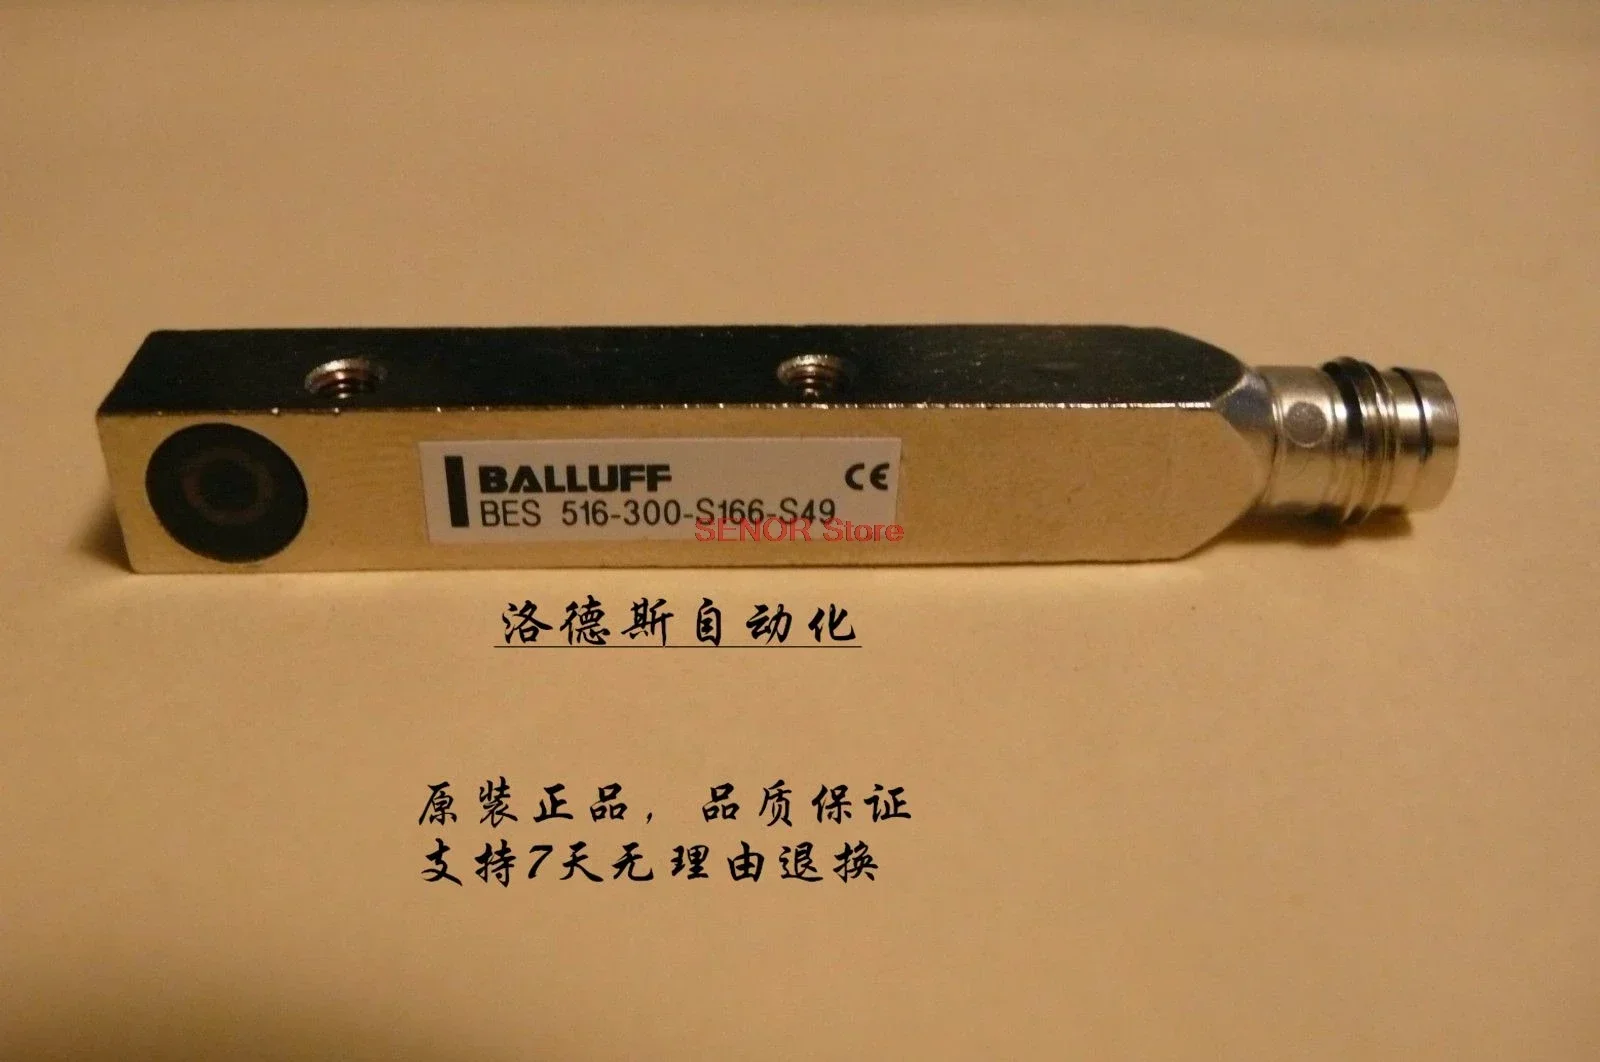 BALLUFF CE
BES 516-300-S166-S49
SENOR Store
洛德斯自动化
原装正品，品质保证
支持7天无理由退换